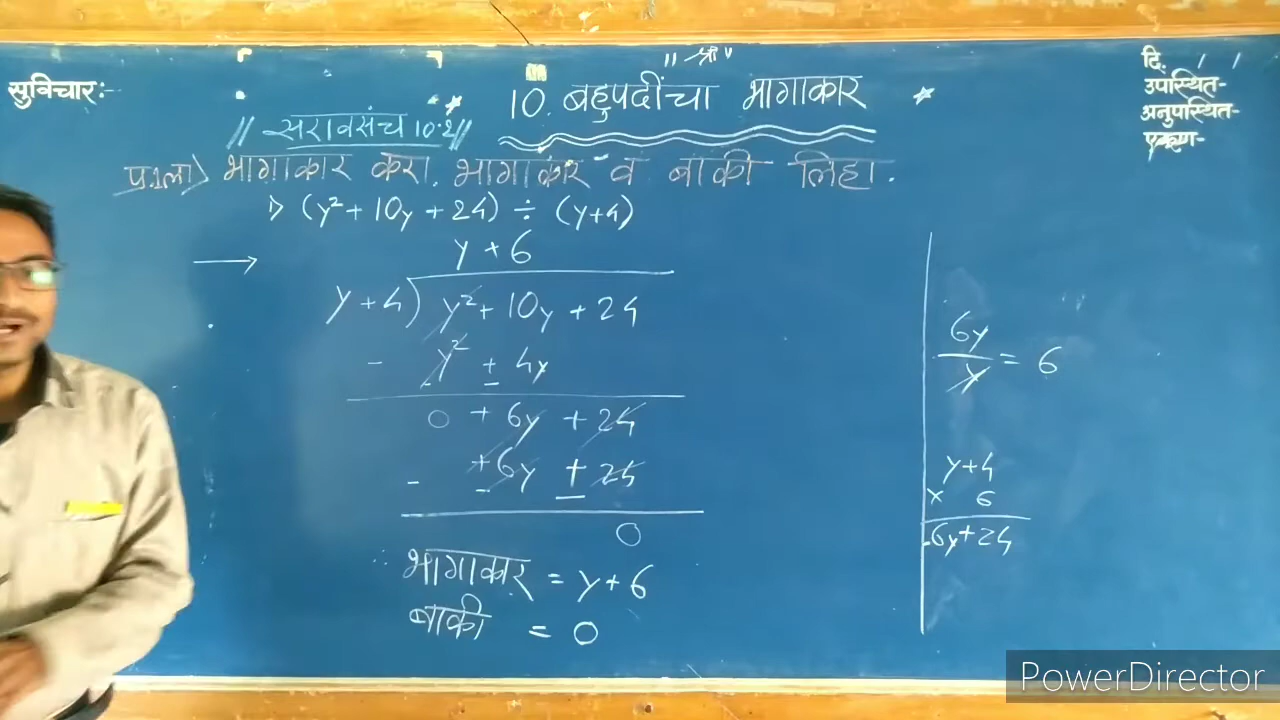 " श्री "
सुविचारः-
दि. / /
उपस्थित-
अनुपस्थित-
एकूण-
* 10. बहुपदींचा भागाकार *
// सरावसंच 10.2 //
प्र.1ला> भागाकार करा. भागाकार व बाकी लिहा.
1> (y² + 10y + 24) ÷ (y+4)
→ y + 6
y + 4) y² + 10y + 24
- y² ± 4y
0 + 6y + 24
- + 6y + 24
0
∴ भागाकार = y + 6
बाकी = 0
6y/y = 6
y+4
× 6
6y+24
PowerDirector